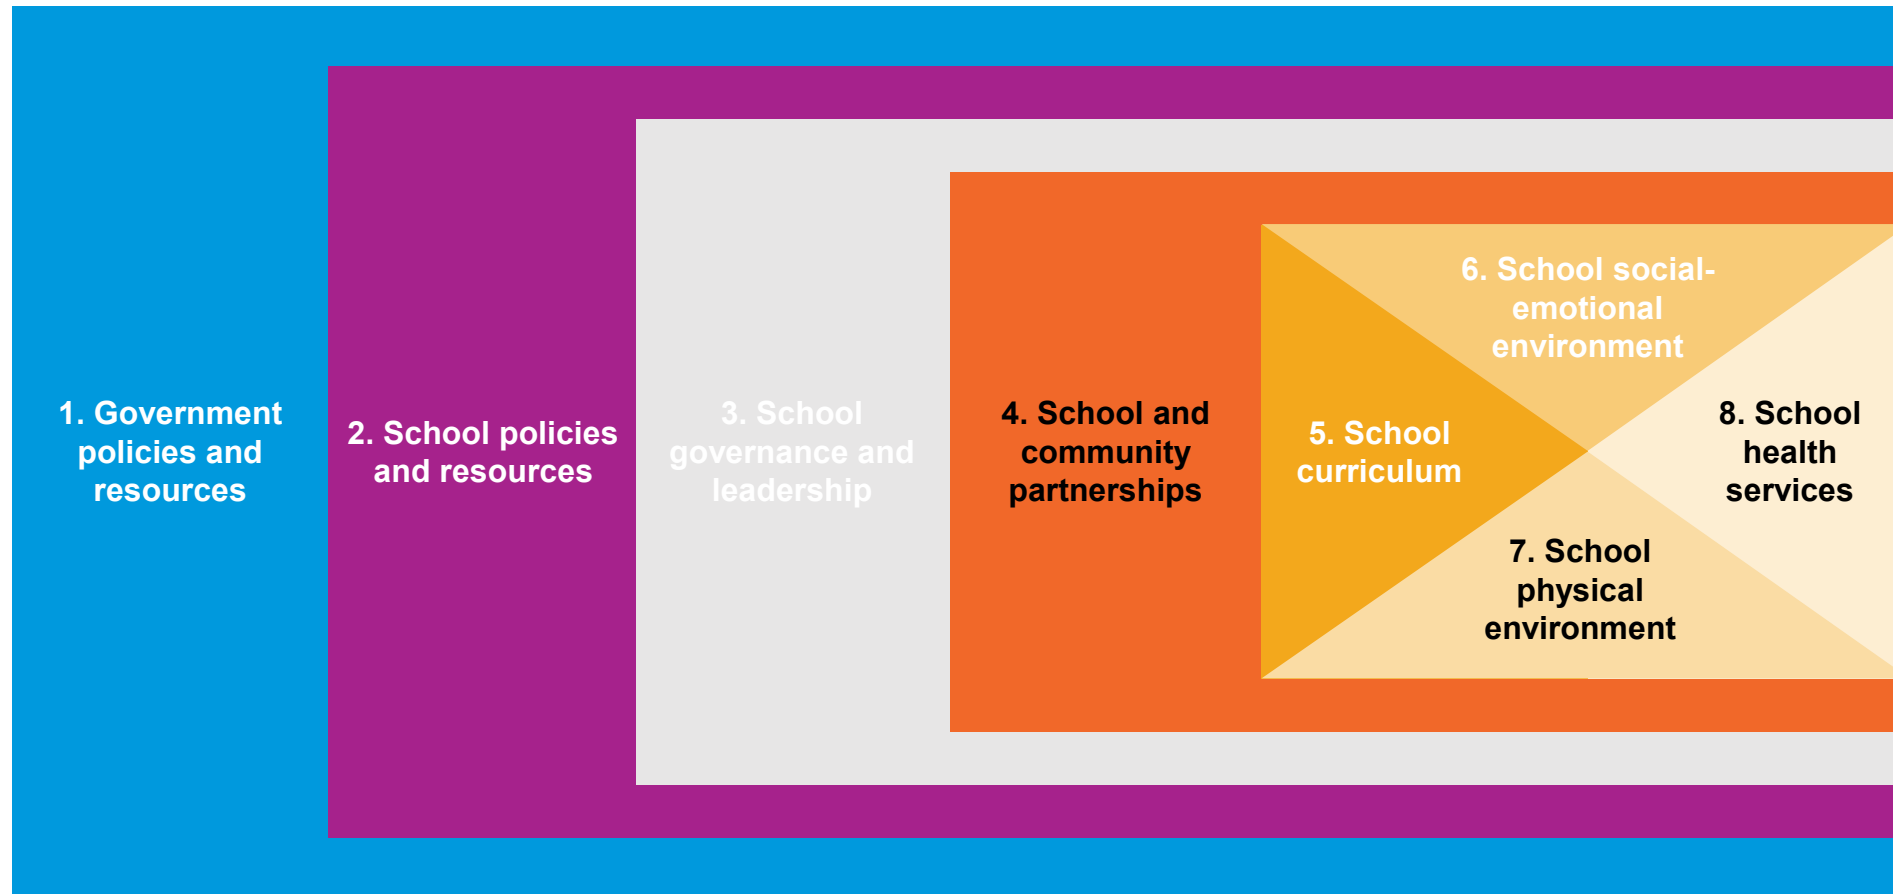 1. Government
policies and
resources
2. School policies
and resources
3. School
governance and
leadership
4. School and
community
partnerships
5. School
curriculum
6. School social-
emotional
environment
7. School
physical
environment
8. School
health
services